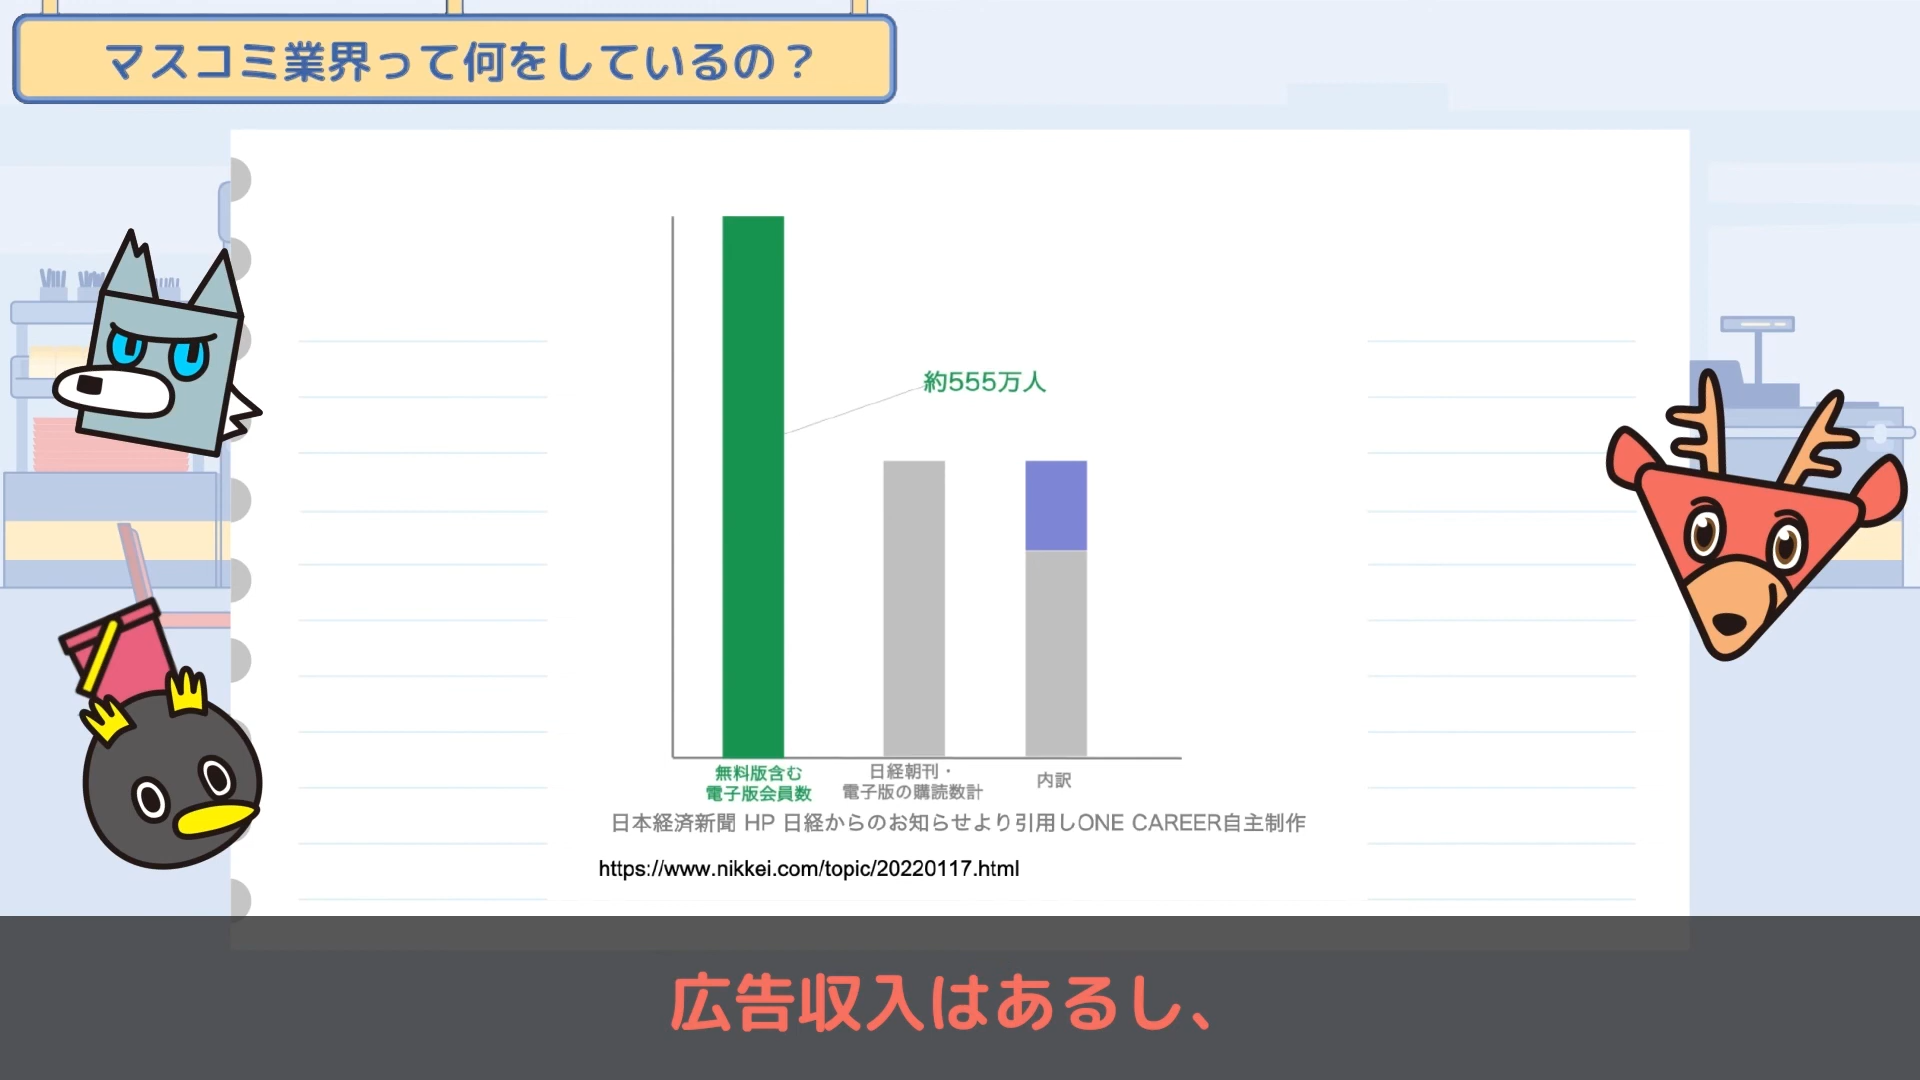 マスコミ業界って何をしているの？
約555万人
無料版含む
電子版会員数
日経朝刊・
電子版の購読数計
内訳
日本経済新聞 HP 日経からのお知らせより引用しONE CAREER自主制作
https://www.nikkei.com/topic/20220117.html
広告収入はあるし、